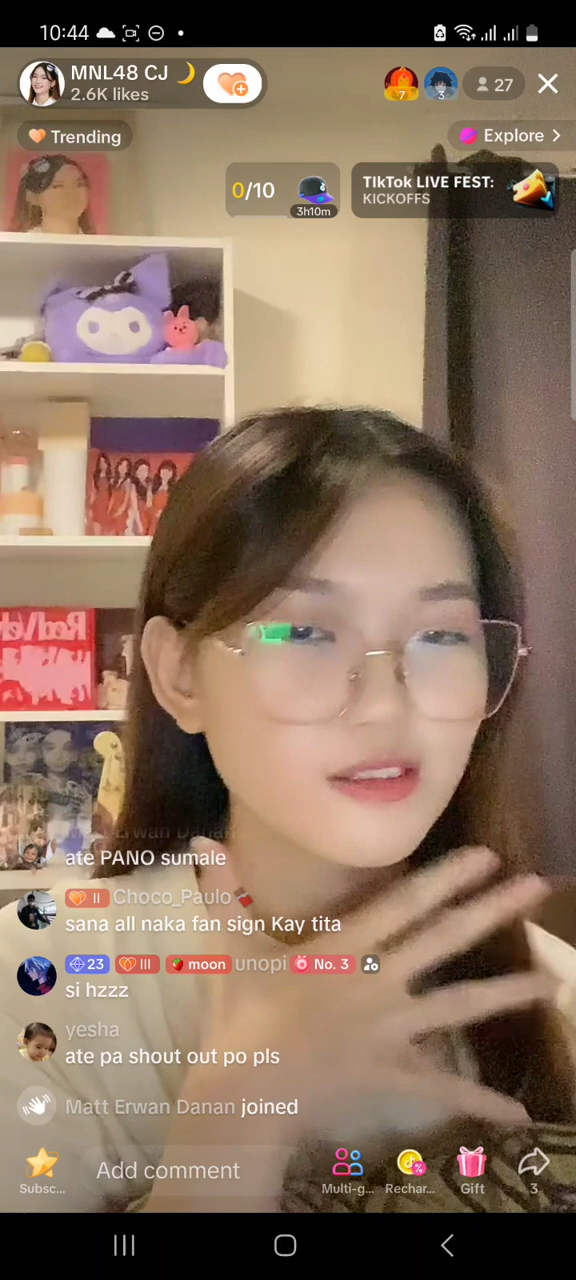 10:44
MNL48 CJ 🌙
2.6K likes
7
3
27
Trending
Explore >
0/10
3h10m
TIkTok LIVE FEST:
KICKOFFS
Matt Erwan Danan
ate PANO sumale
II Choco_Paulo🍫
sana all naka fan sign Kay tita
23 III 🍓 moon unopi No. 3
si hzzz
yesha
ate pa shout out po pls
Matt Erwan Danan joined
Add comment
Subsc...
Multi-g...
Rechar...
Gift
3